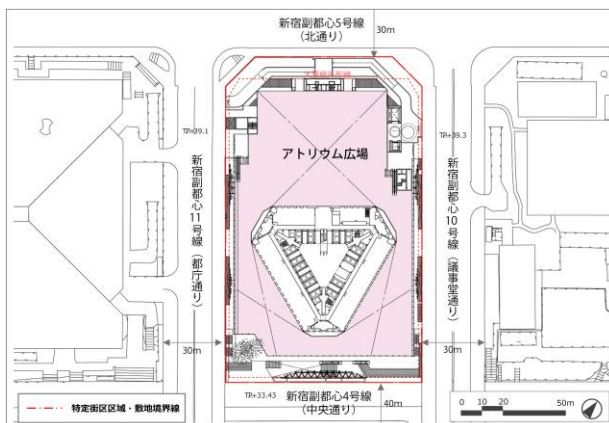 新宿副都心5号線
(北通り)
30m
T.P.+39.1
T.P.+39.3
アトリウム広場
新宿副都心11号線(都庁通り)
新宿副都心10号線(議事堂通り)
30m
30m
T.P.+33.43
新宿副都心4号線
(中央通り)
40m
特定街区区域・敷地境界線
0 10 20 50m